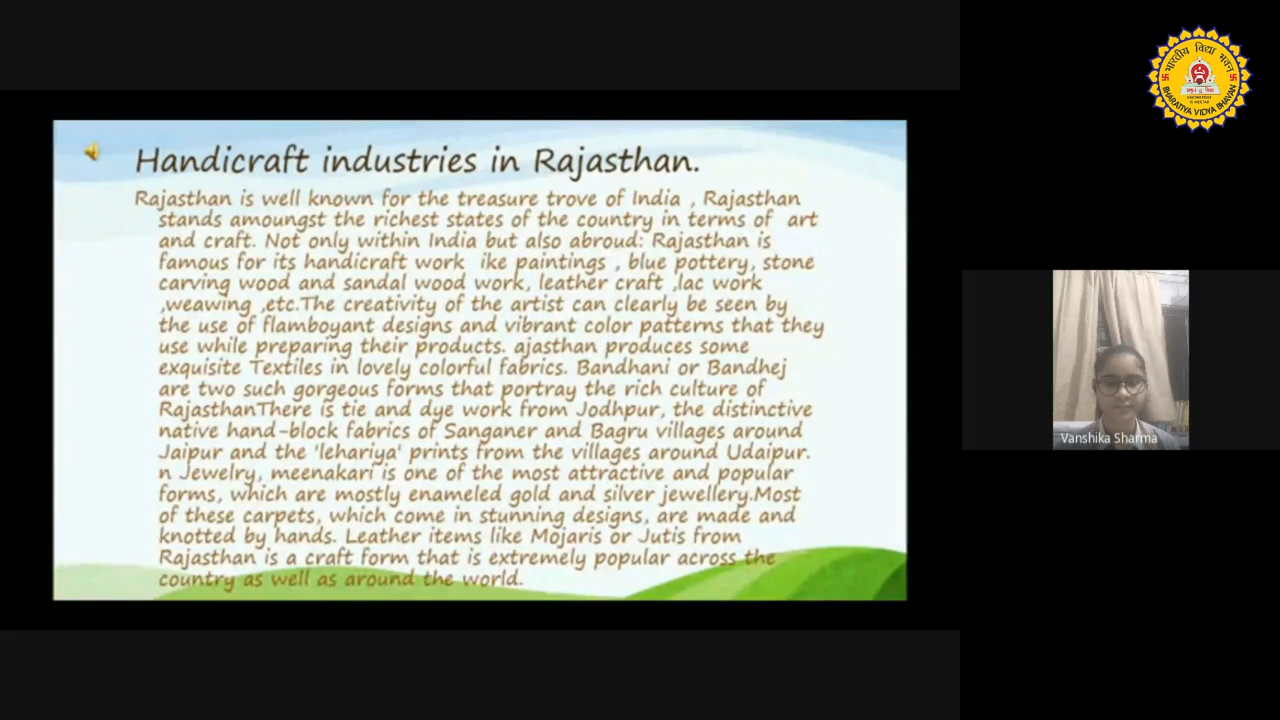 Handicraft industries in Rajasthan.
Rajasthan is well known for the treasure trove of India , Rajasthan
stands amoungst the richest states of the country in terms of art
and craft. Not only within India but also abroud: Rajasthan is
famous for its handicraft work ike paintings , blue pottery, stone
carving wood and sandal wood work, leather craft ,lac work
,weawing ,etc.The creativity of the artist can clearly be seen by
the use of flamboyant designs and vibrant color patterns that they
use while preparing their products. ajasthan produces some
exquisite Textiles in lovely colorful fabrics. Bandhani or Bandhej
are two such gorgeous forms that portray the rich culture of
RajasthanThere is tie and dye work from Jodhpur, the distinctive
native hand-block fabrics of Sanganer and Bagru villages around
Jaipur and the 'lehariya' prints from the villages around Udaipur.
n Jewelry, meenakari is one of the most attractive and popular
forms, which are mostly enameled gold and silver jewellery.Most
of these carpets, which come in stunning designs, are made and
knotted by hands. Leather items like Mojaris or Jutis from
Rajasthan is a craft form that is extremely popular across the
country as well as around the world.
भारतीय विद्या भवन
BHARATIYA VIDYA BHAVAN
Vanshika Sharma